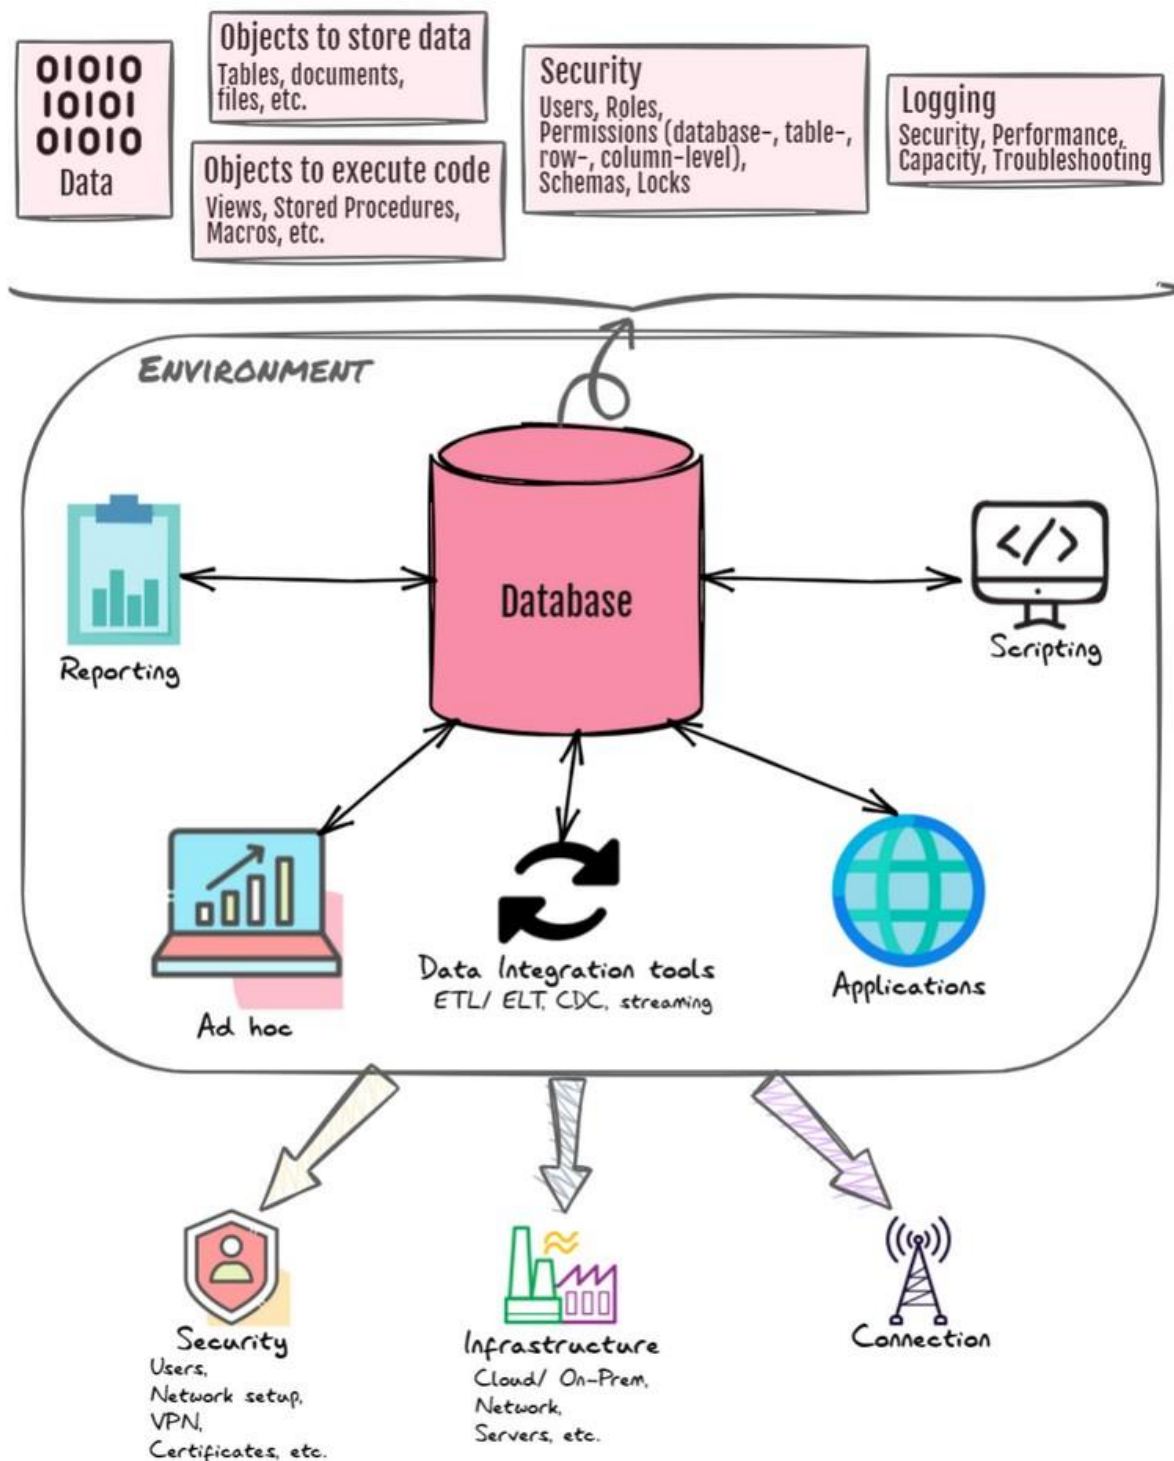 01010
10101
01010
Data
Objects to store data
Tables, documents,
files, etc.
Objects to execute code
Views, Stored Procedures,
Macros, etc.
Security
Users, Roles,
Permissions (database-, table-,
row-, column-level),
Schemas, Locks
Logging
Security, Performance,
Capacity, Troubleshooting
ENVIRONMENT
Database
</>
Reporting
Scripting
Ad hoc
Data Integration tools
ETL/ ELT, CDC, streaming
Applications
Security
Users,
Network setup,
VPN,
Certificates, etc.
Infrastructure
Cloud/ On-Prem,
Network,
Servers, etc.
Connection